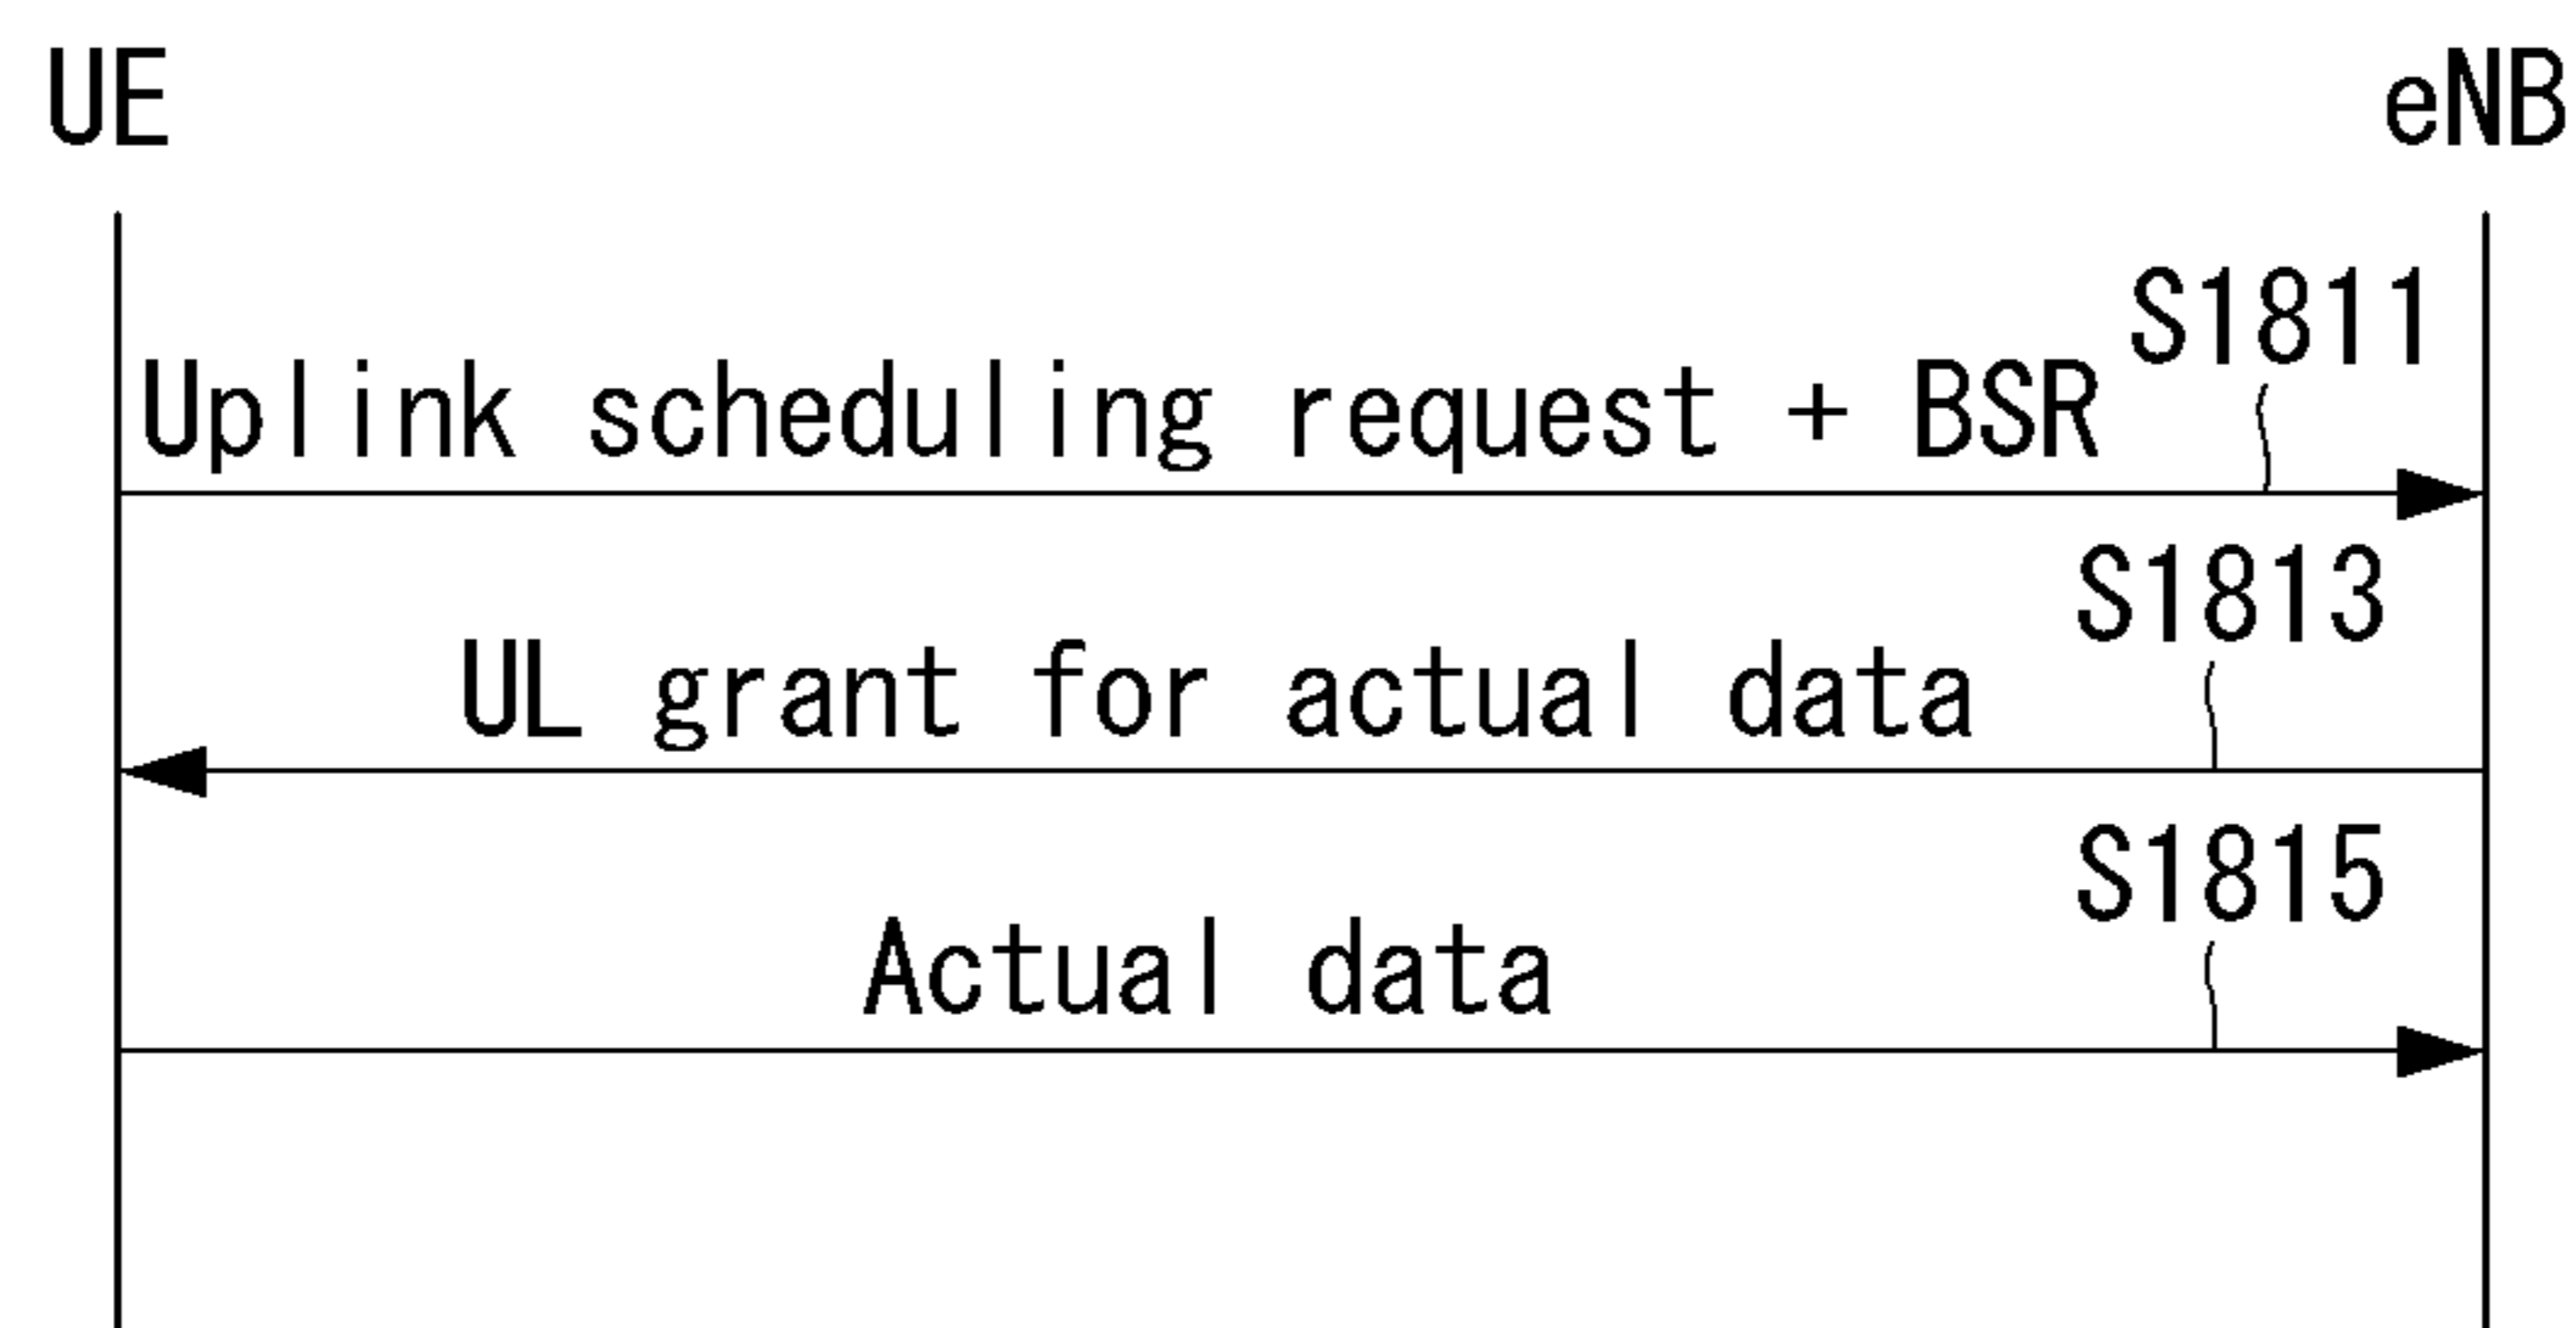 UE
eNB
S1811
Uplink scheduling request + BSR
S1813
UL grant for actual data
S1815
Actual data